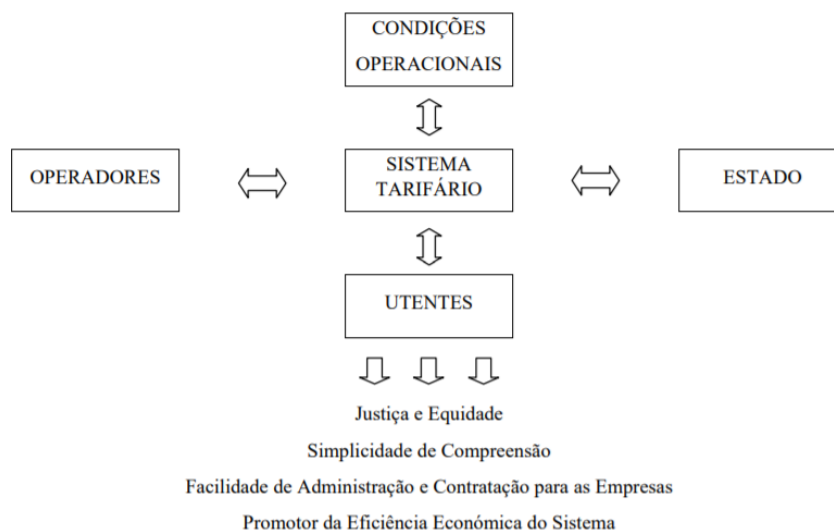 CONDIÇÕES
OPERACIONAIS
OPERADORES
SISTEMA
TARIFÁRIO
ESTADO
UTENTES
Justiça e Equidade
Simplicidade de Compreensão
Facilidade de Administração e Contratação para as Empresas
Promotor da Eficiência Económica do Sistema